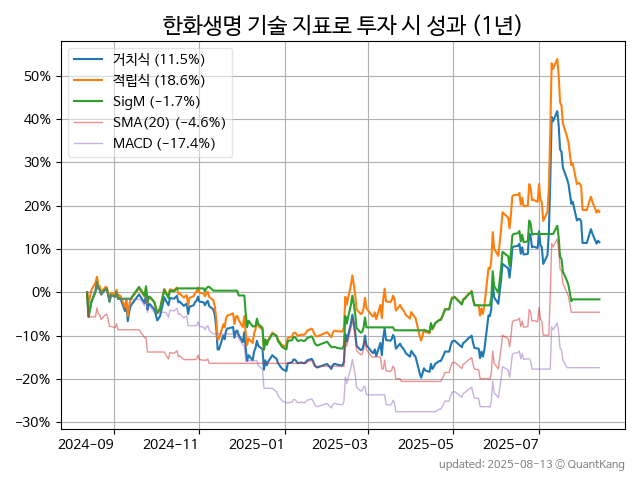 한화생명 기술 지표로 투자 시 성과 (1년)
거치식 (11.5%)
적립식 (18.6%)
SigM (−1.7%)
SMA(20) (−4.6%)
MACD (−17.4%)
50%
40%
30%
20%
10%
0%
−10%
−20%
−30%
2024-09 2024-11 2025-01 2025-03 2025-05 2025-07
updated: 2025-08-13 © QuantKang